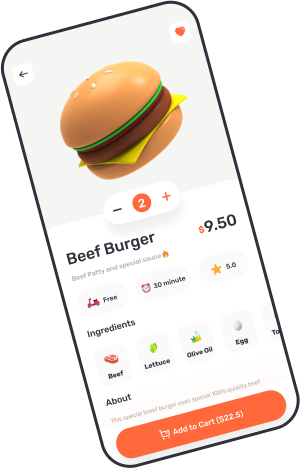 − 2 +
Beef Burger
$9.50
Beef Patty and special sauce🔥
Free
30 minute
5.0
Ingredients
Beef
Lettuce
Olive Oil
Egg
To
About
This special breef burger uses special 100% quality beef
Add to Cart ($22.5)